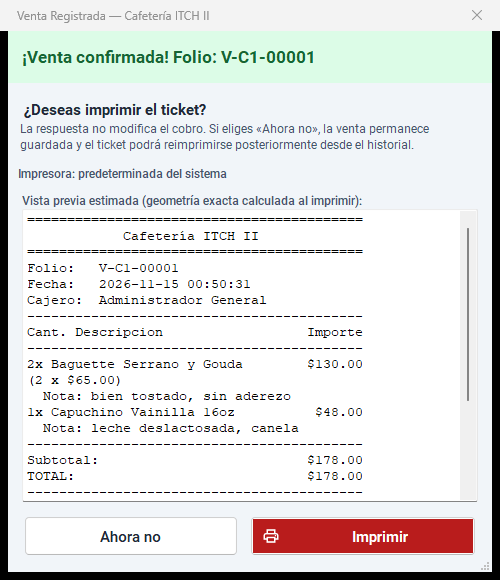 Venta Registrada — Cafetería ITCH II
¡Venta confirmada! Folio: V-C1-00001
¿Deseas imprimir el ticket?
La respuesta no modifica el cobro. Si eliges «Ahora no», la venta permanece
guardada y el ticket podrá reimprimirse posteriormente desde el historial.
Impresora: predeterminada del sistema
Vista previa estimada (geometría exacta calculada al imprimir):
==========================================
Cafetería ITCH II
==========================================
Folio: V-C1-00001
Fecha: 2026-11-15 00:50:31
Cajero: Administrador General
------------------------------------------
Cant. Descripcion Importe
------------------------------------------
2x Baguette Serrano y Gouda $130.00
(2 x $65.00)
Nota: bien tostado, sin aderezo
1x Capuchino Vainilla 16oz $48.00
Nota: leche deslactosada, canela
------------------------------------------
Subtotal: $178.00
TOTAL: $178.00
------------------------------------------
Ahora no
Imprimir